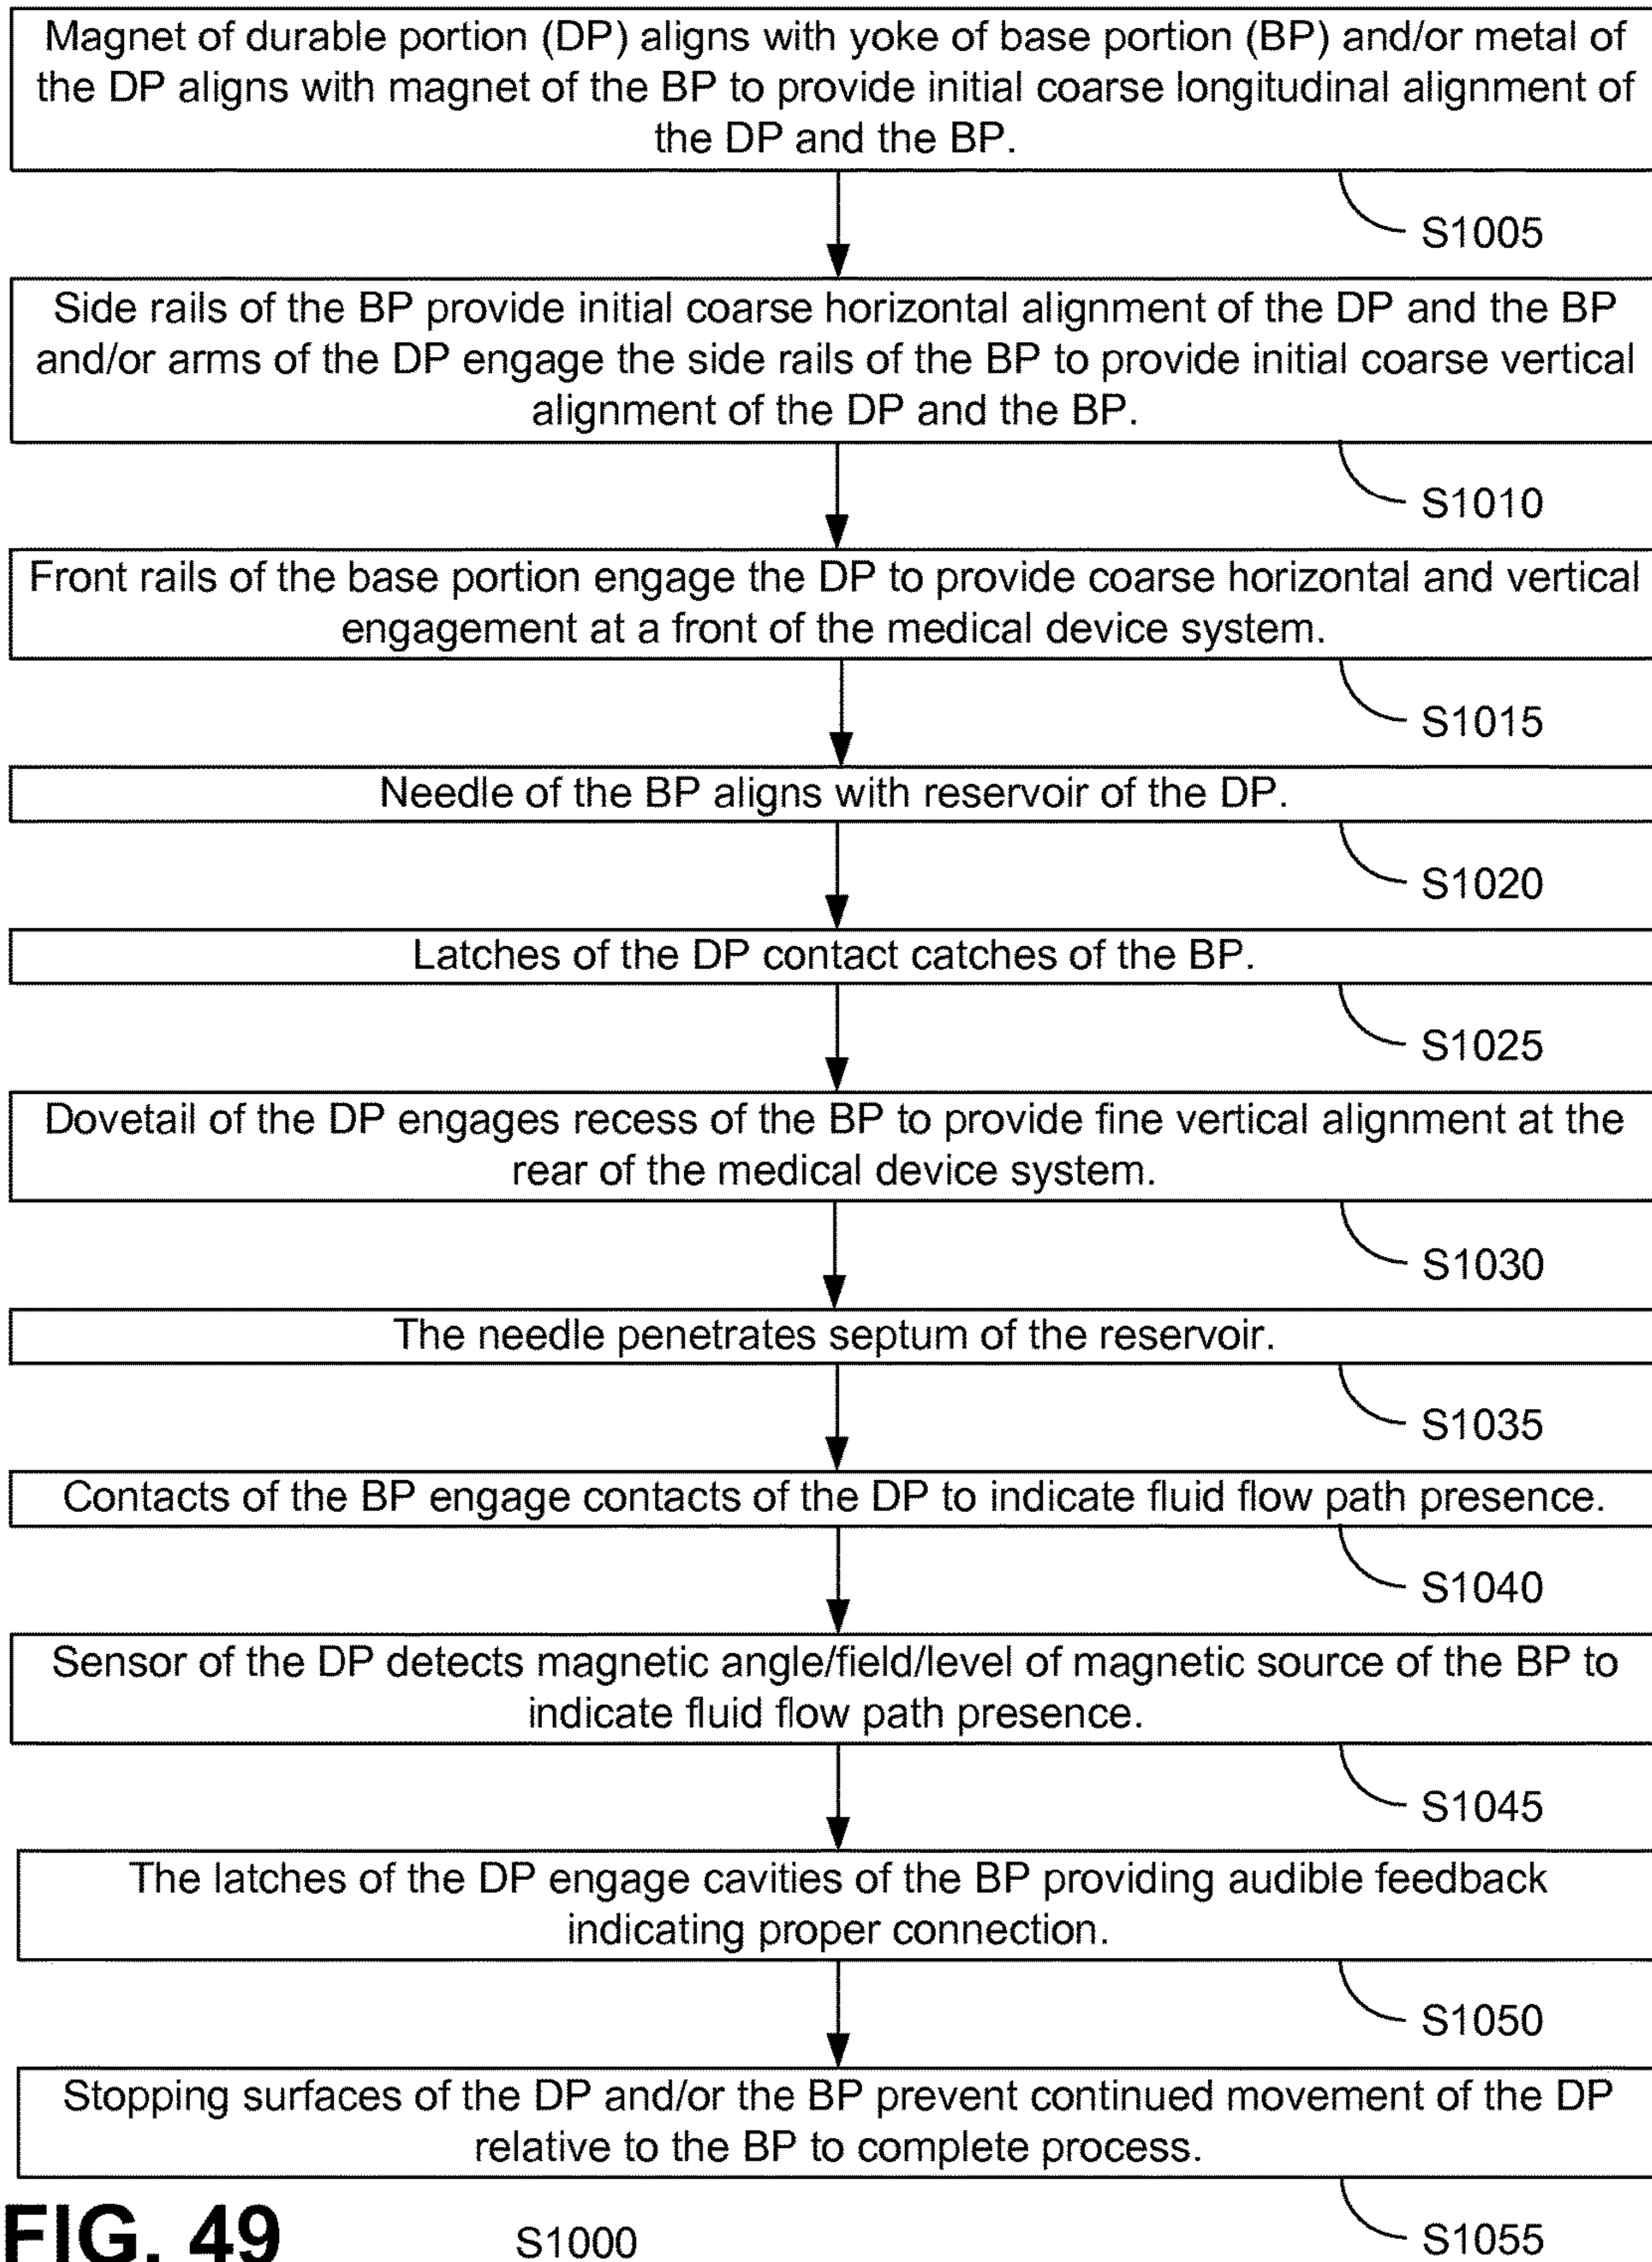 Magnet of durable portion (DP) aligns with yoke of base portion (BP) and/or metal of
the DP aligns with magnet of the BP to provide initial coarse longitudinal alignment of
the DP and the BP.
S1005
Side rails of the BP provide initial coarse horizontal alignment of the DP and the BP
and/or arms of the DP engage the side rails of the BP to provide initial coarse vertical
alignment of the DP and the BP.
S1010
Front rails of the base portion engage the DP to provide coarse horizontal and vertical
engagement at a front of the medical device system.
S1015
Needle of the BP aligns with reservoir of the DP.
S1020
Latches of the DP contact catches of the BP.
S1025
Dovetail of the DP engages recess of the BP to provide fine vertical alignment at the
rear of the medical device system.
S1030
The needle penetrates septum of the reservoir.
S1035
Contacts of the BP engage contacts of the DP to indicate fluid flow path presence.
S1040
Sensor of the DP detects magnetic angle/field/level of magnetic source of the BP to
indicate fluid flow path presence.
S1045
The latches of the DP engage cavities of the BP providing audible feedback
indicating proper connection.
S1050
Stopping surfaces of the DP and/or the BP prevent continued movement of the DP
relative to the BP to complete process.
S1055
FIG. 49
S1000